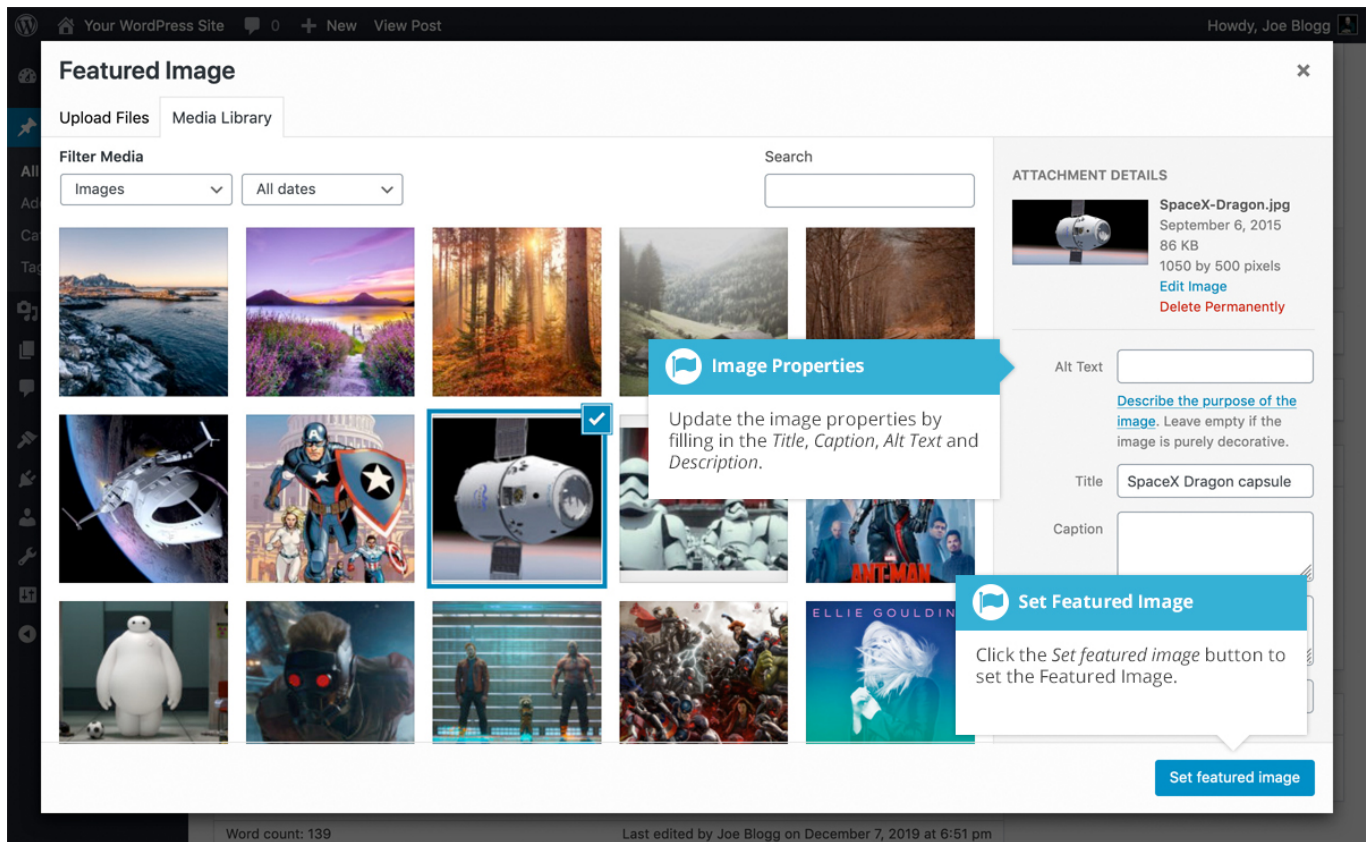 Your WordPress Site 0 New View Post Howdy, Joe Blogg
Featured Image
Upload Files Media Library
Filter Media
Images All dates
Search
All
Ad
Ca
Tag
ATTACHMENT DETAILS
SpaceX-Dragon.jpg
September 6, 2015
86 KB
1050 by 500 pixels
Edit Image
Delete Permanently
Alt Text
Describe the purpose of the
image. Leave empty if the
image is purely decorative.
Title SpaceX Dragon capsule
Caption
Image Properties
Update the image properties by
filling in the Title, Caption, Alt Text and
Description.
ANT-MAN
ELLIE GOULDIN
Set Featured Image
Click the Set featured image button to
set the Featured Image.
Set featured image
Word count: 139 Last edited by Joe Blogg on December 7, 2019 at 6:51 pm